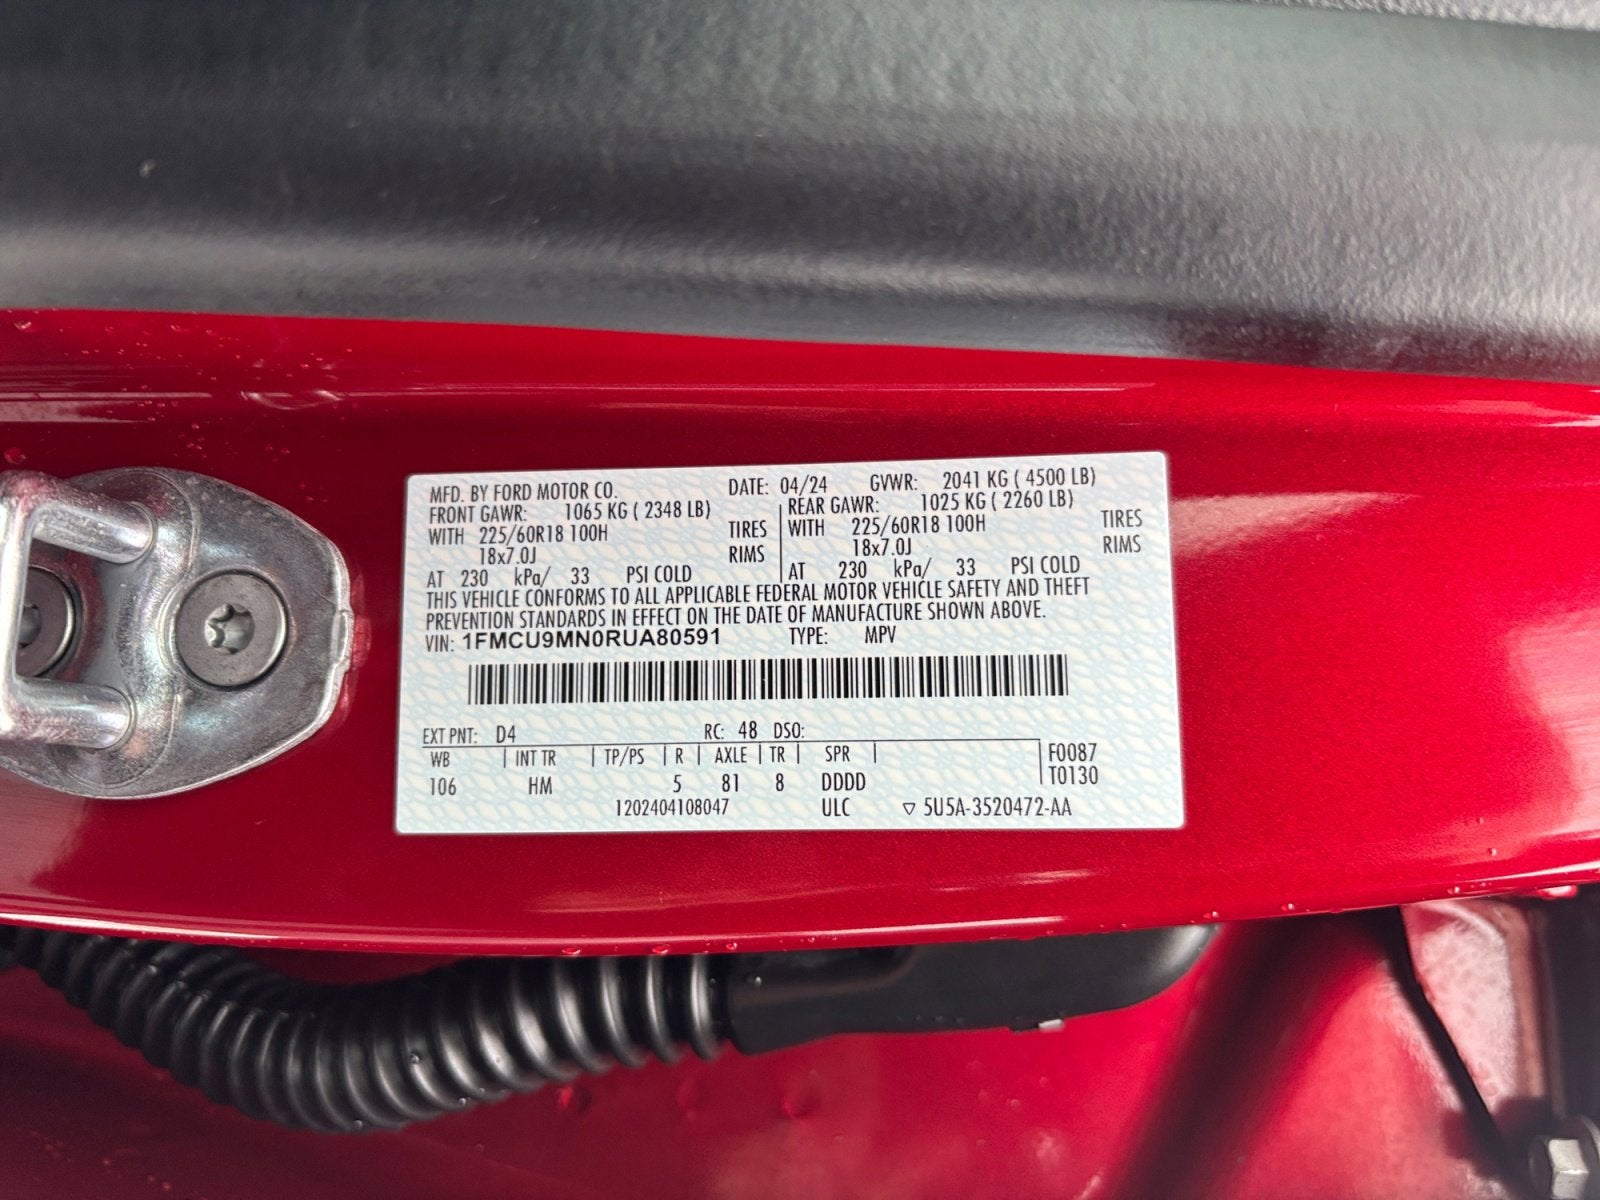 MFD. BY FORD MOTOR CO. DATE: 04/24 GVWR: 2041 KG ( 4500 LB)
FRONT GAWR: 1065 KG ( 2348 LB) REAR GAWR: 1025 KG ( 2260 LB)
WITH 225/60R18 100H TIRES WITH 225/60R18 100H TIRES
18x7.0J RIMS 18x7.0J RIMS
AT 230 kPa/ 33 PSI COLD AT 230 kPa/ 33 PSI COLD
THIS VEHICLE CONFORMS TO ALL APPLICABLE FEDERAL MOTOR VEHICLE SAFETY AND THEFT
PREVENTION STANDARDS IN EFFECT ON THE DATE OF MANUFACTURE SHOWN ABOVE.
VIN: 1FMCU9MN0RUA80591 TYPE: MPV
EXT PNT: D4 RC: 48 DSO:
WB INT TR TP/PS R AXLE TR SPR F0087
106 HM 5 81 8 DDDD T0130
1202404108047 ULC ▽ 5U5A-3520472-AA